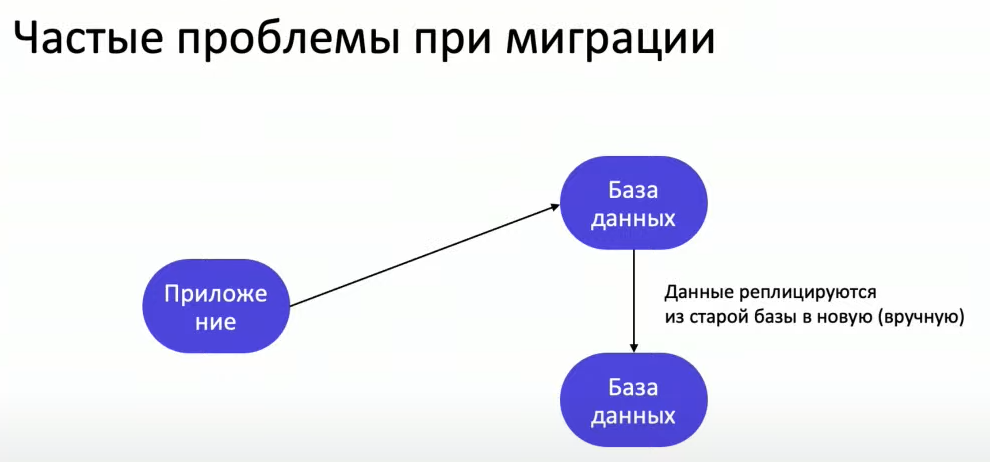 Частые проблемы при миграции
База
данных
Приложе
ние
Данные реплицируются
из старой базы в новую (вручную)
База
данных